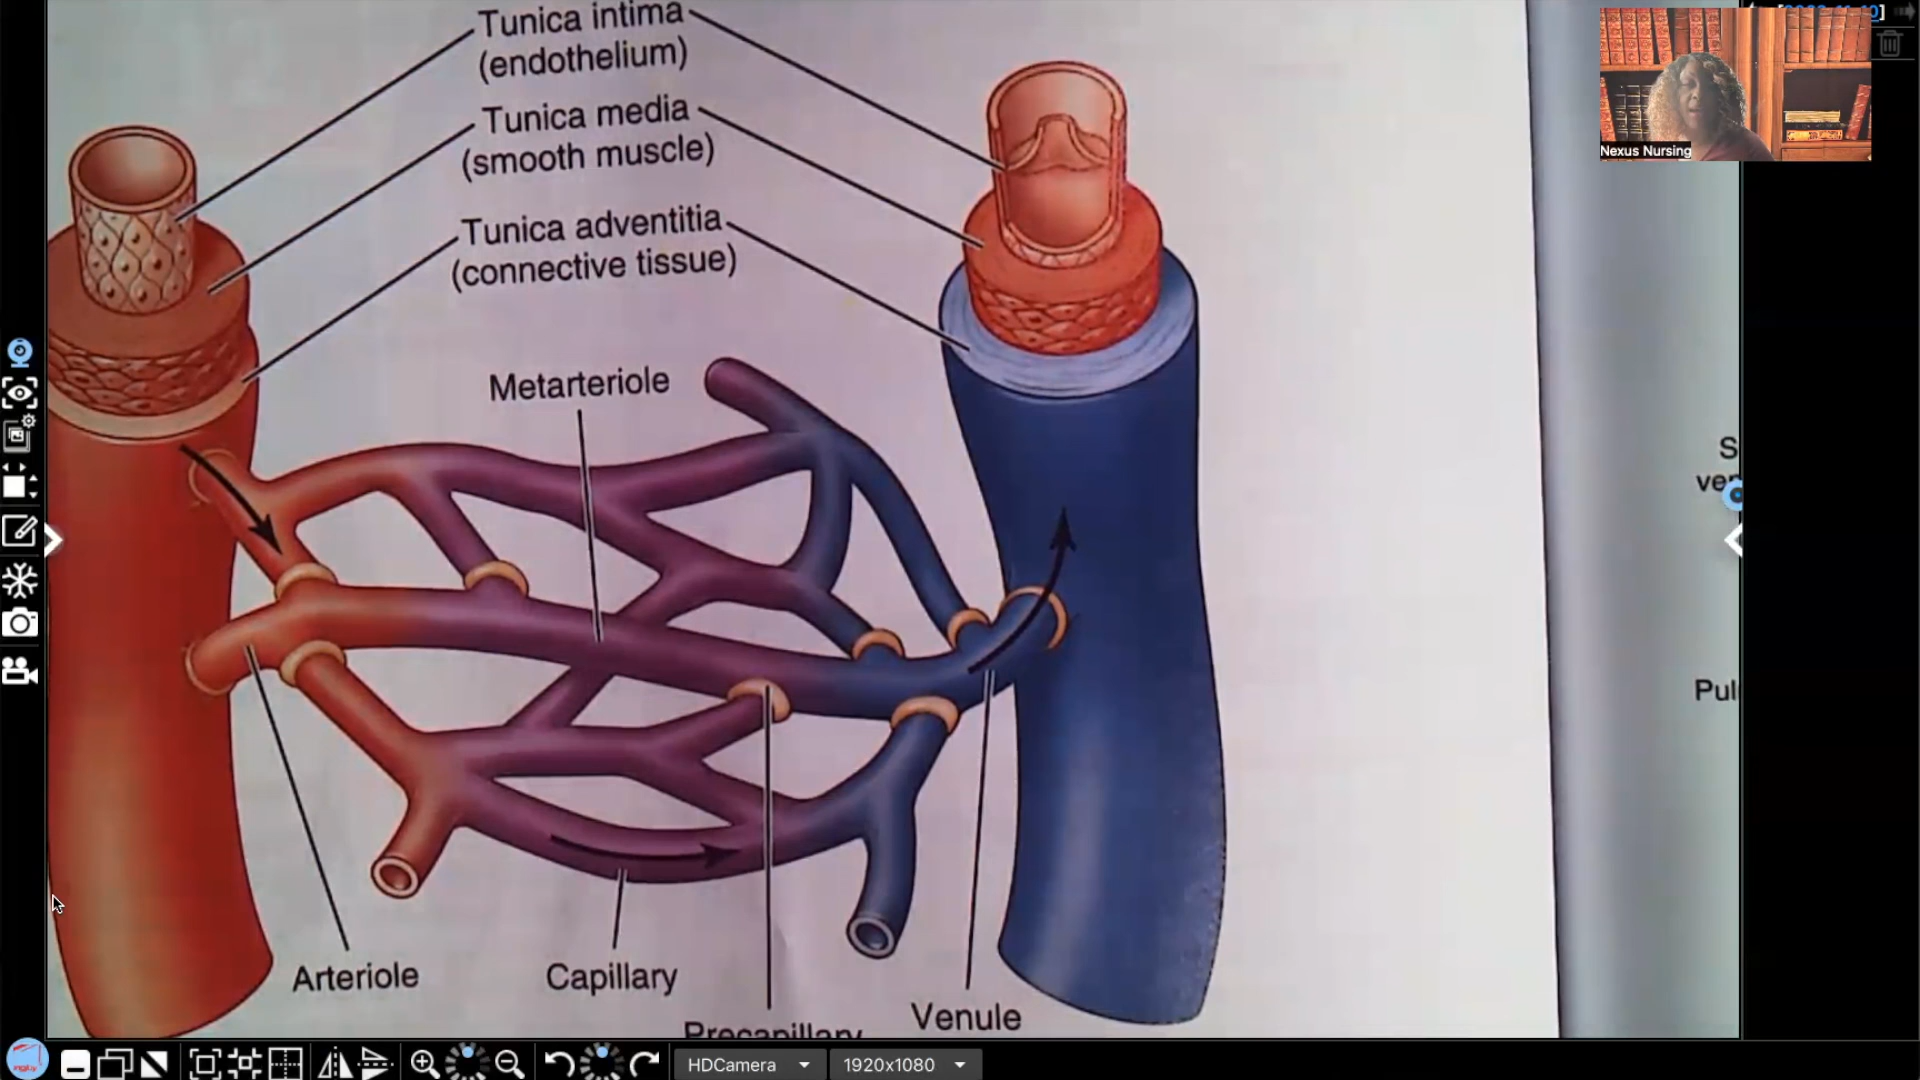 Tunica intima
(endothelium)
Tunica media
(smooth muscle)
Tunica adventitia
(connective tissue)
Metarteriole
Arteriole
Capillary
Venule
Nexus Nursing
HDCamera
1920x1080